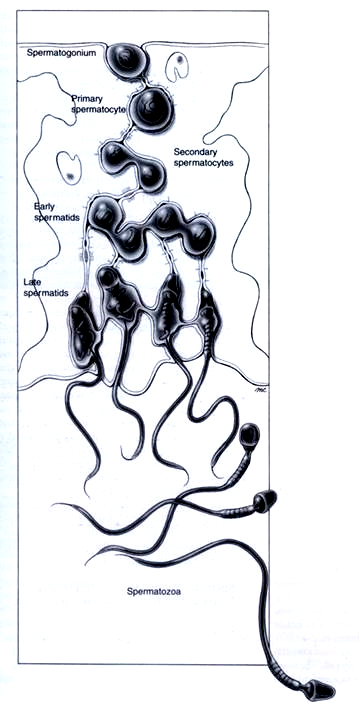 Spermatogonium
Primary
spermatocyte
Secondary
spermatocytes
Early
spermatids
Late
spermatids
Spermatozoa